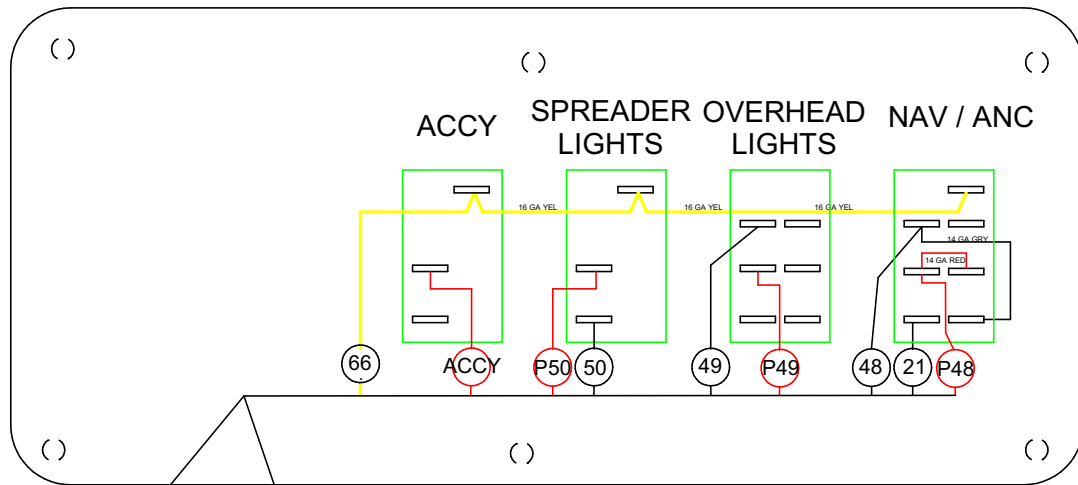 ACCY
SPREADER
LIGHTS
OVERHEAD
LIGHTS
NAV / ANC
16 GA YEL
16 GA YEL
16 GA YEL
14 GA GRY
14 GA RED
66
ACCY
P50
50
49
P49
48
21
P48